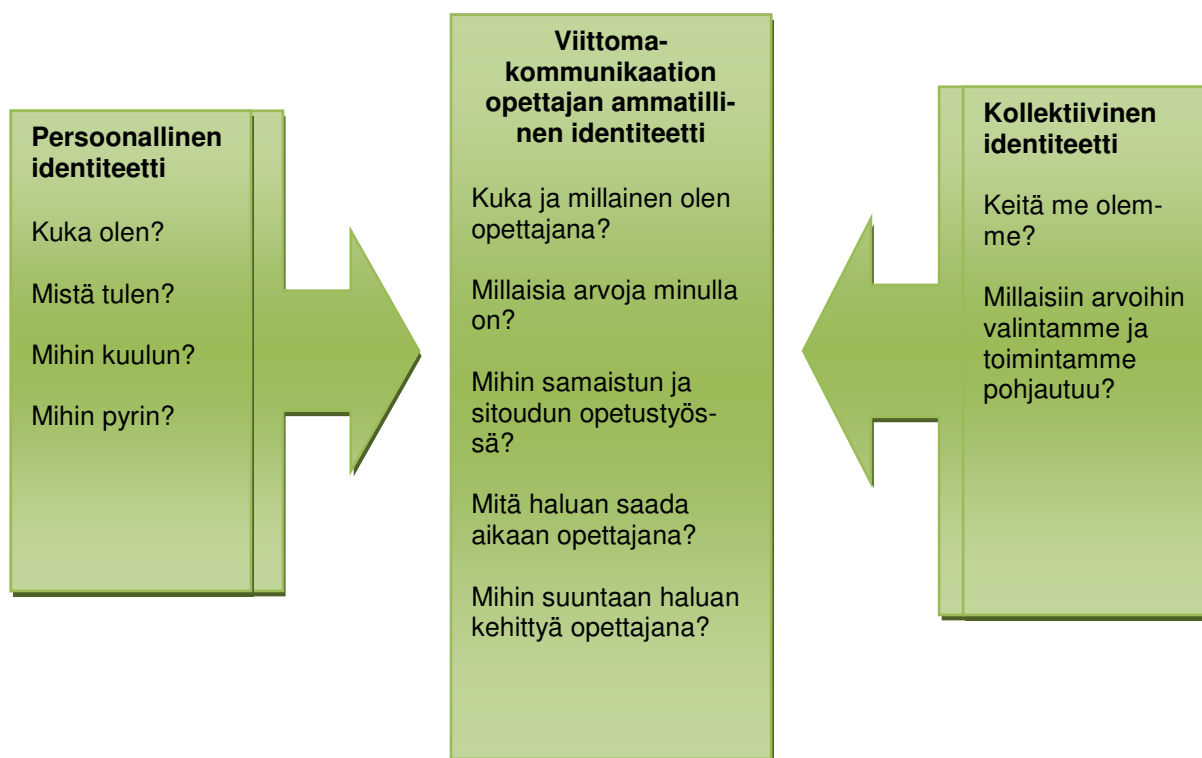 Persoonallinen
identiteetti
Kuka olen?
Mistä tulen?
Mihin kuulun?
Mihin pyrin?
Viittoma-
kommunikaation
opettajan ammatilli-
nen identiteetti
Kuka ja millainen olen
opettajana?
Millaisia arvoja minulla
on?
Mihin samaistun ja
sitoudun opetustyös-
sä?
Mitä haluan saada
aikaan opettajana?
Mihin suuntaan haluan
kehittyä opettajana?
Kollektiivinen
identiteetti
Keitä me olem-
me?
Millaisiin arvoihin
valintamme ja
toimintamme
pohjautuu?